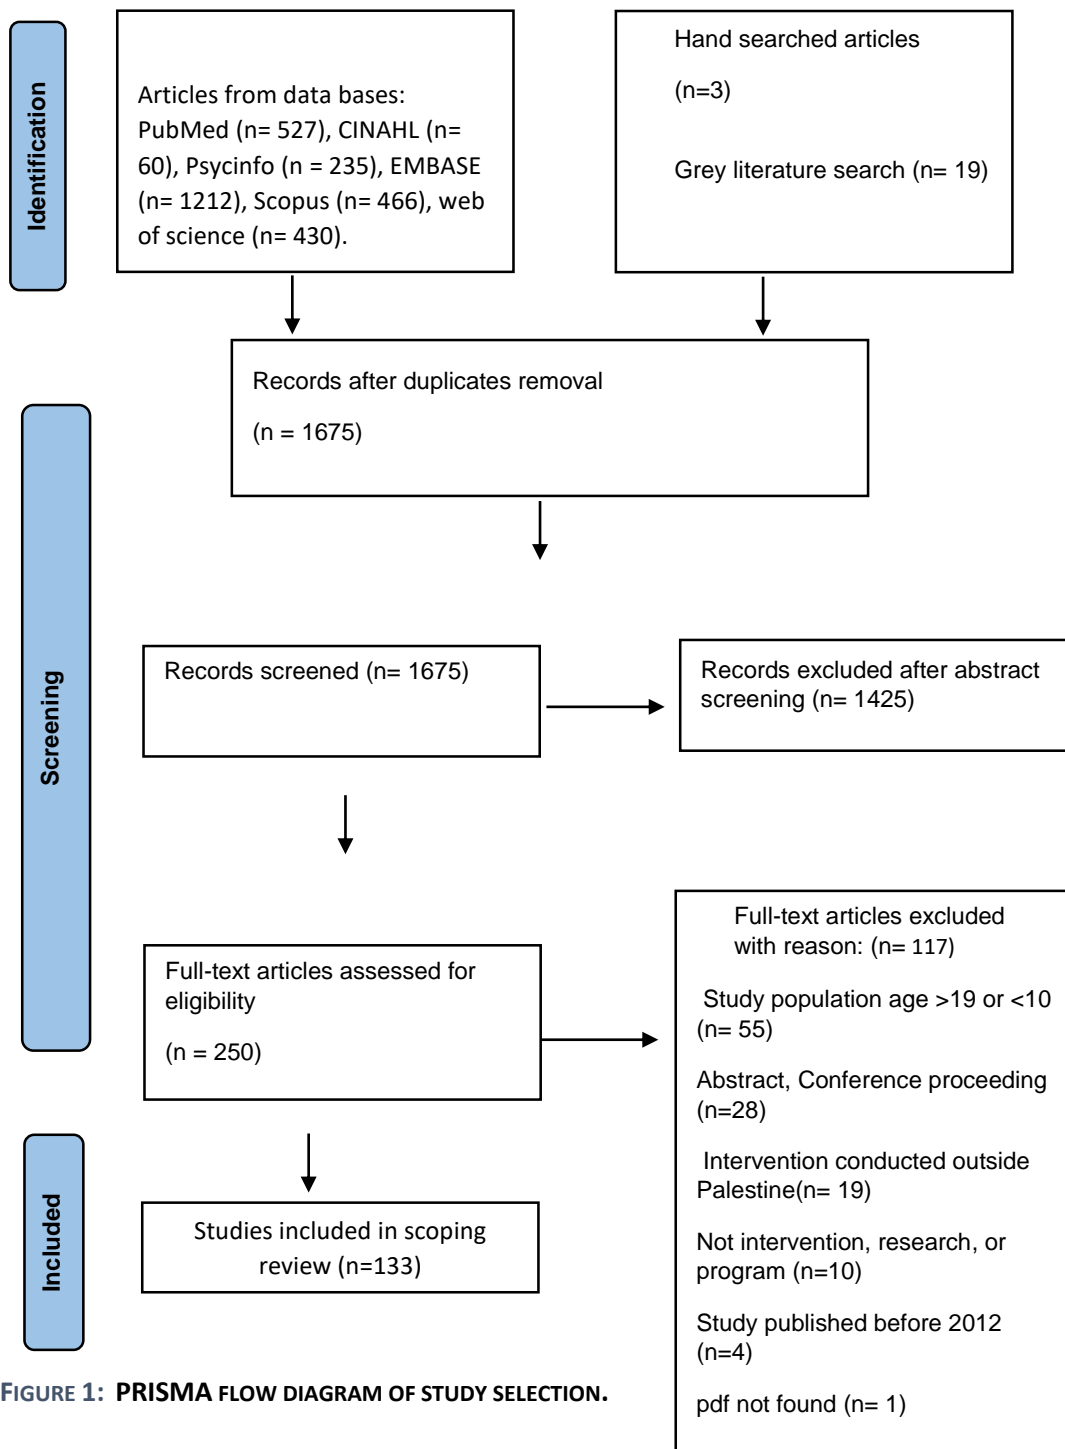 Identification
Articles from data bases:
PubMed (n= 527), CINAHL (n=
60), Psycinfo (n = 235), EMBASE
(n= 1212), Scopus (n= 466), web
of science (n= 430).
Hand searched articles
(n=3)
Grey literature search (n= 19)
Records after duplicates removal
(n = 1675)
Screening
Records screened (n= 1675)
Records excluded after abstract
screening (n= 1425)
Full-text articles assessed for
eligibility
(n = 250)
Full-text articles excluded
with reason: (n= 117)
Study population age >19 or <10
(n= 55)
Abstract, Conference proceeding
(n=28)
Intervention conducted outside
Palestine(n= 19)
Not intervention, research, or
program (n=10)
Study published before 2012
(n=4)
pdf not found (n= 1)
Included
Studies included in scoping
review (n=133)
FIGURE 1: PRISMA FLOW DIAGRAM OF STUDY SELECTION.